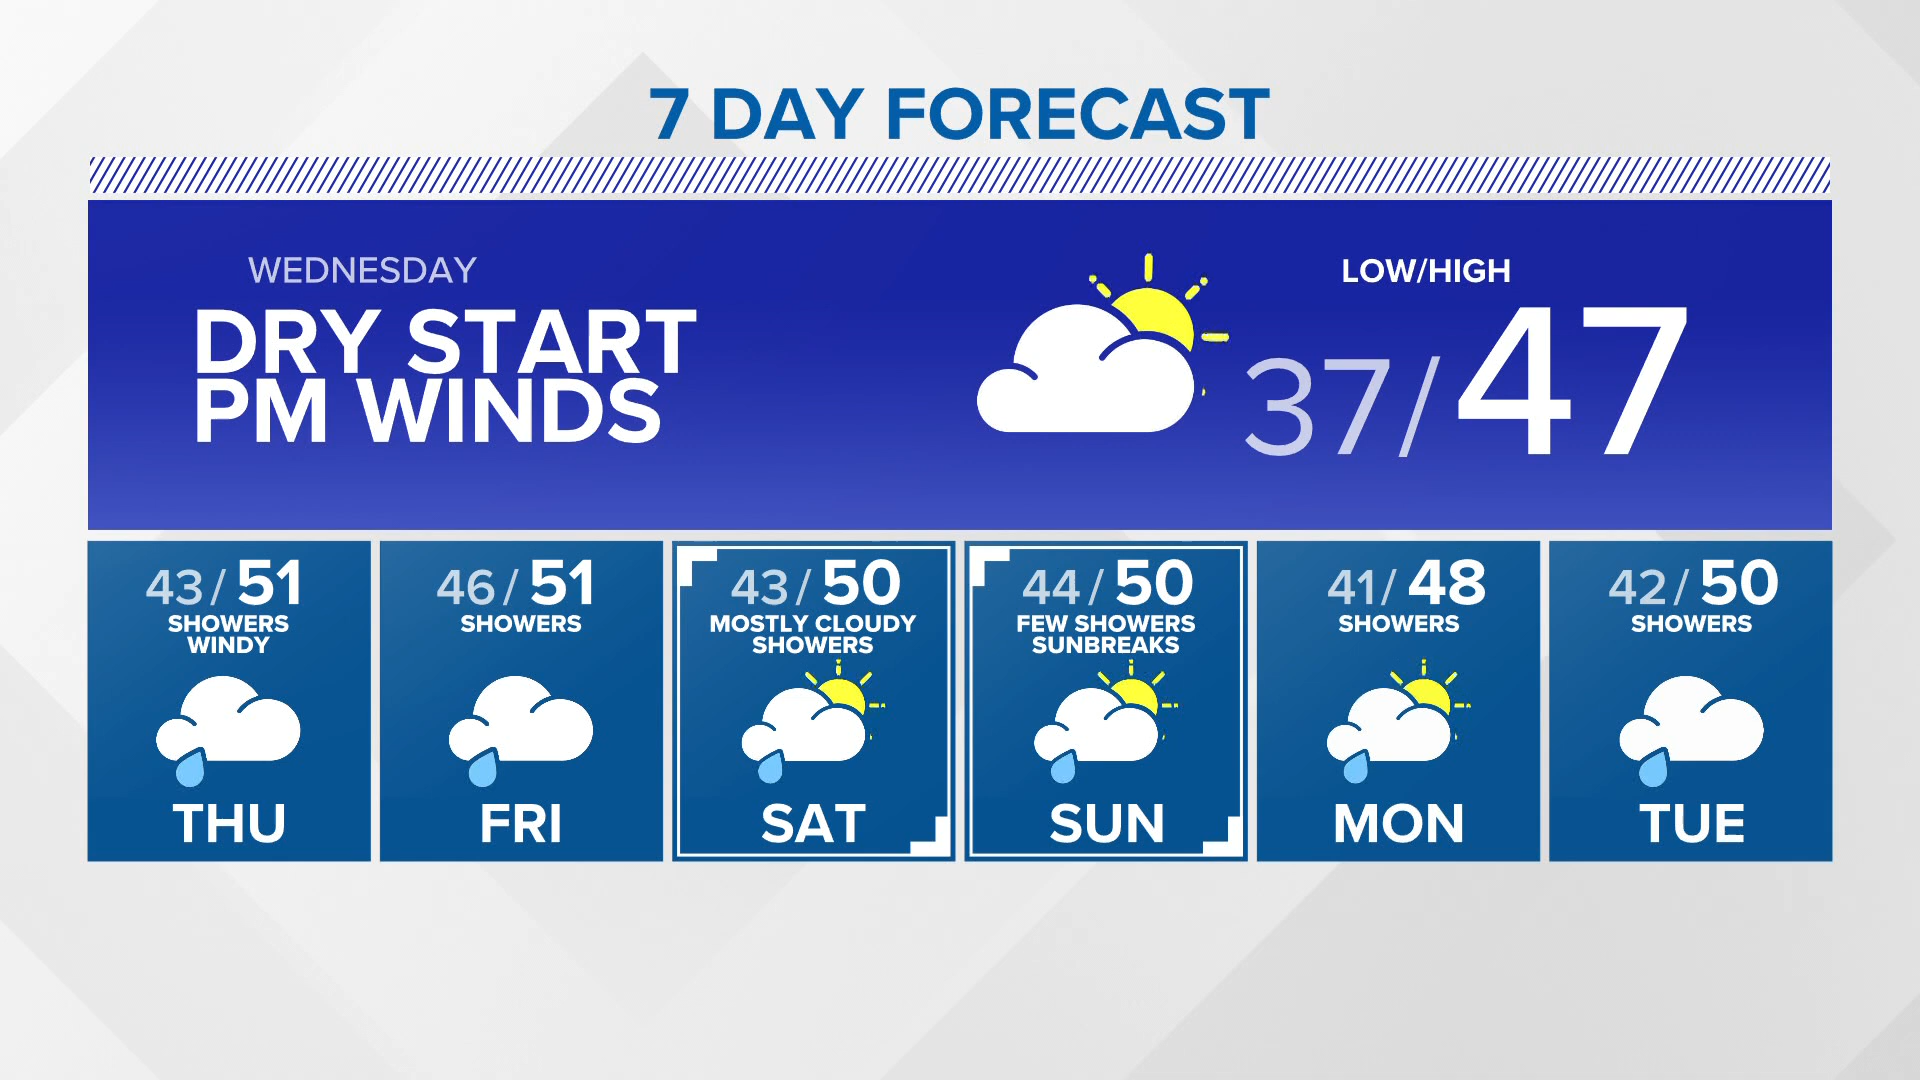 7 DAY FORECAST
WEDNESDAY
DRY START
PM WINDS
LOW/HIGH
37/47
43/51
SHOWERS
WINDY
THU
46/51
SHOWERS
FRI
43/50
MOSTLY CLOUDY
SHOWERS
SAT
44/50
FEW SHOWERS
SUNBREAKS
SUN
41/48
SHOWERS
MON
42/50
SHOWERS
TUE